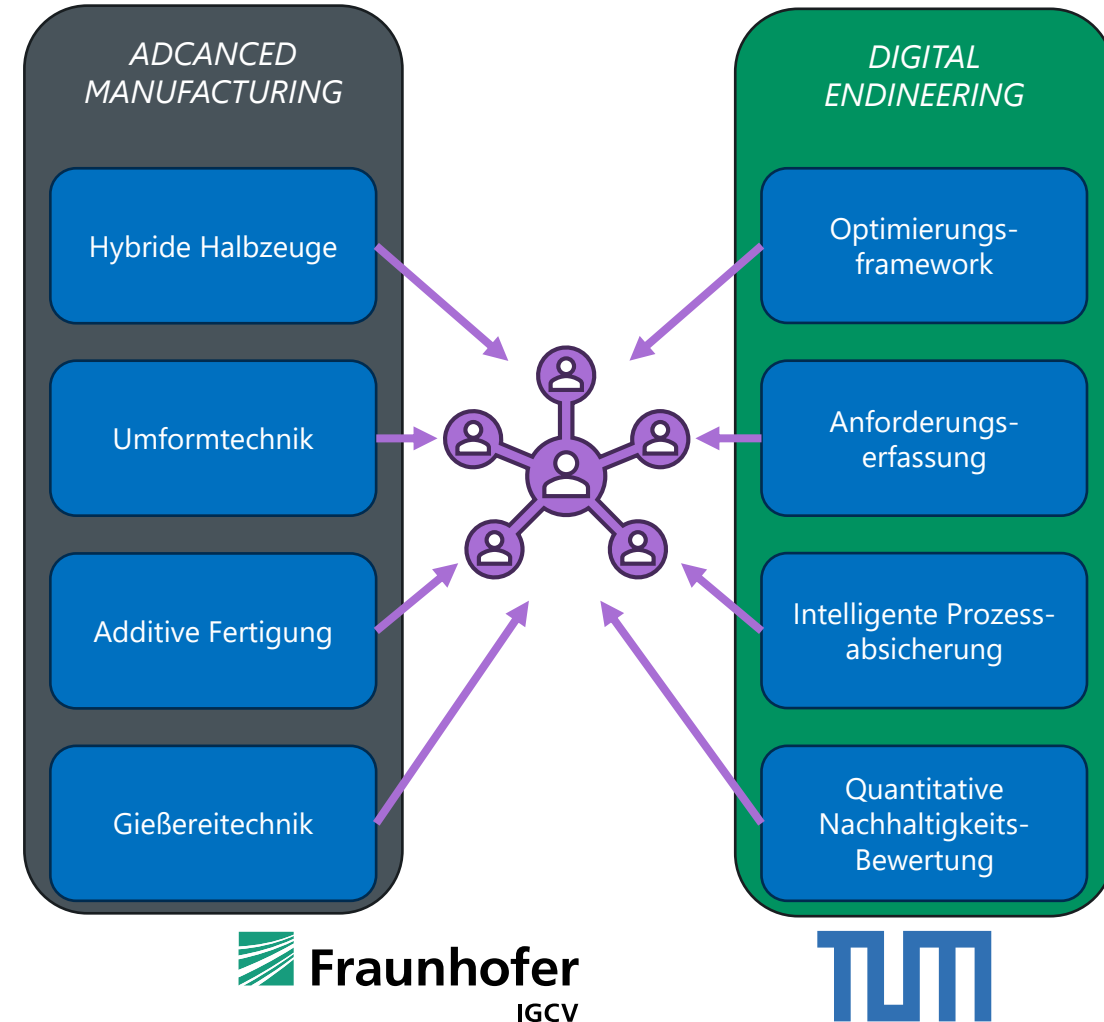 ADCANCED
MANUFACTURING
Hybride Halbzeuge
Umformtechnik
Additive Fertigung
Gießereitechnik
DIGITAL
ENDINEERING
Optimierungs-
framework
Anforderungs-
erfassung
Intelligente Prozess-
absicherung
Quantitative
Nachhaltigkeits-
Bewertung
Fraunhofer
IGCV
TUM